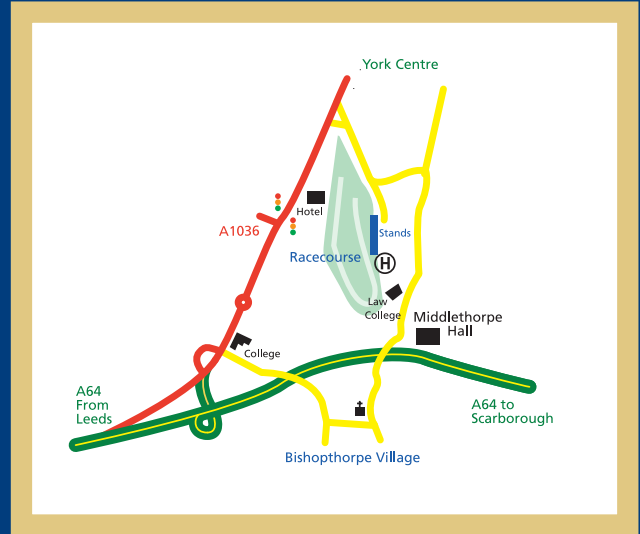 York Centre
Hotel
A1036
Stands
Racecourse
H
Law
College
Middlethorpe
Hall
College
A64
From
Leeds
A64 to
Scarborough
Bishopthorpe Village